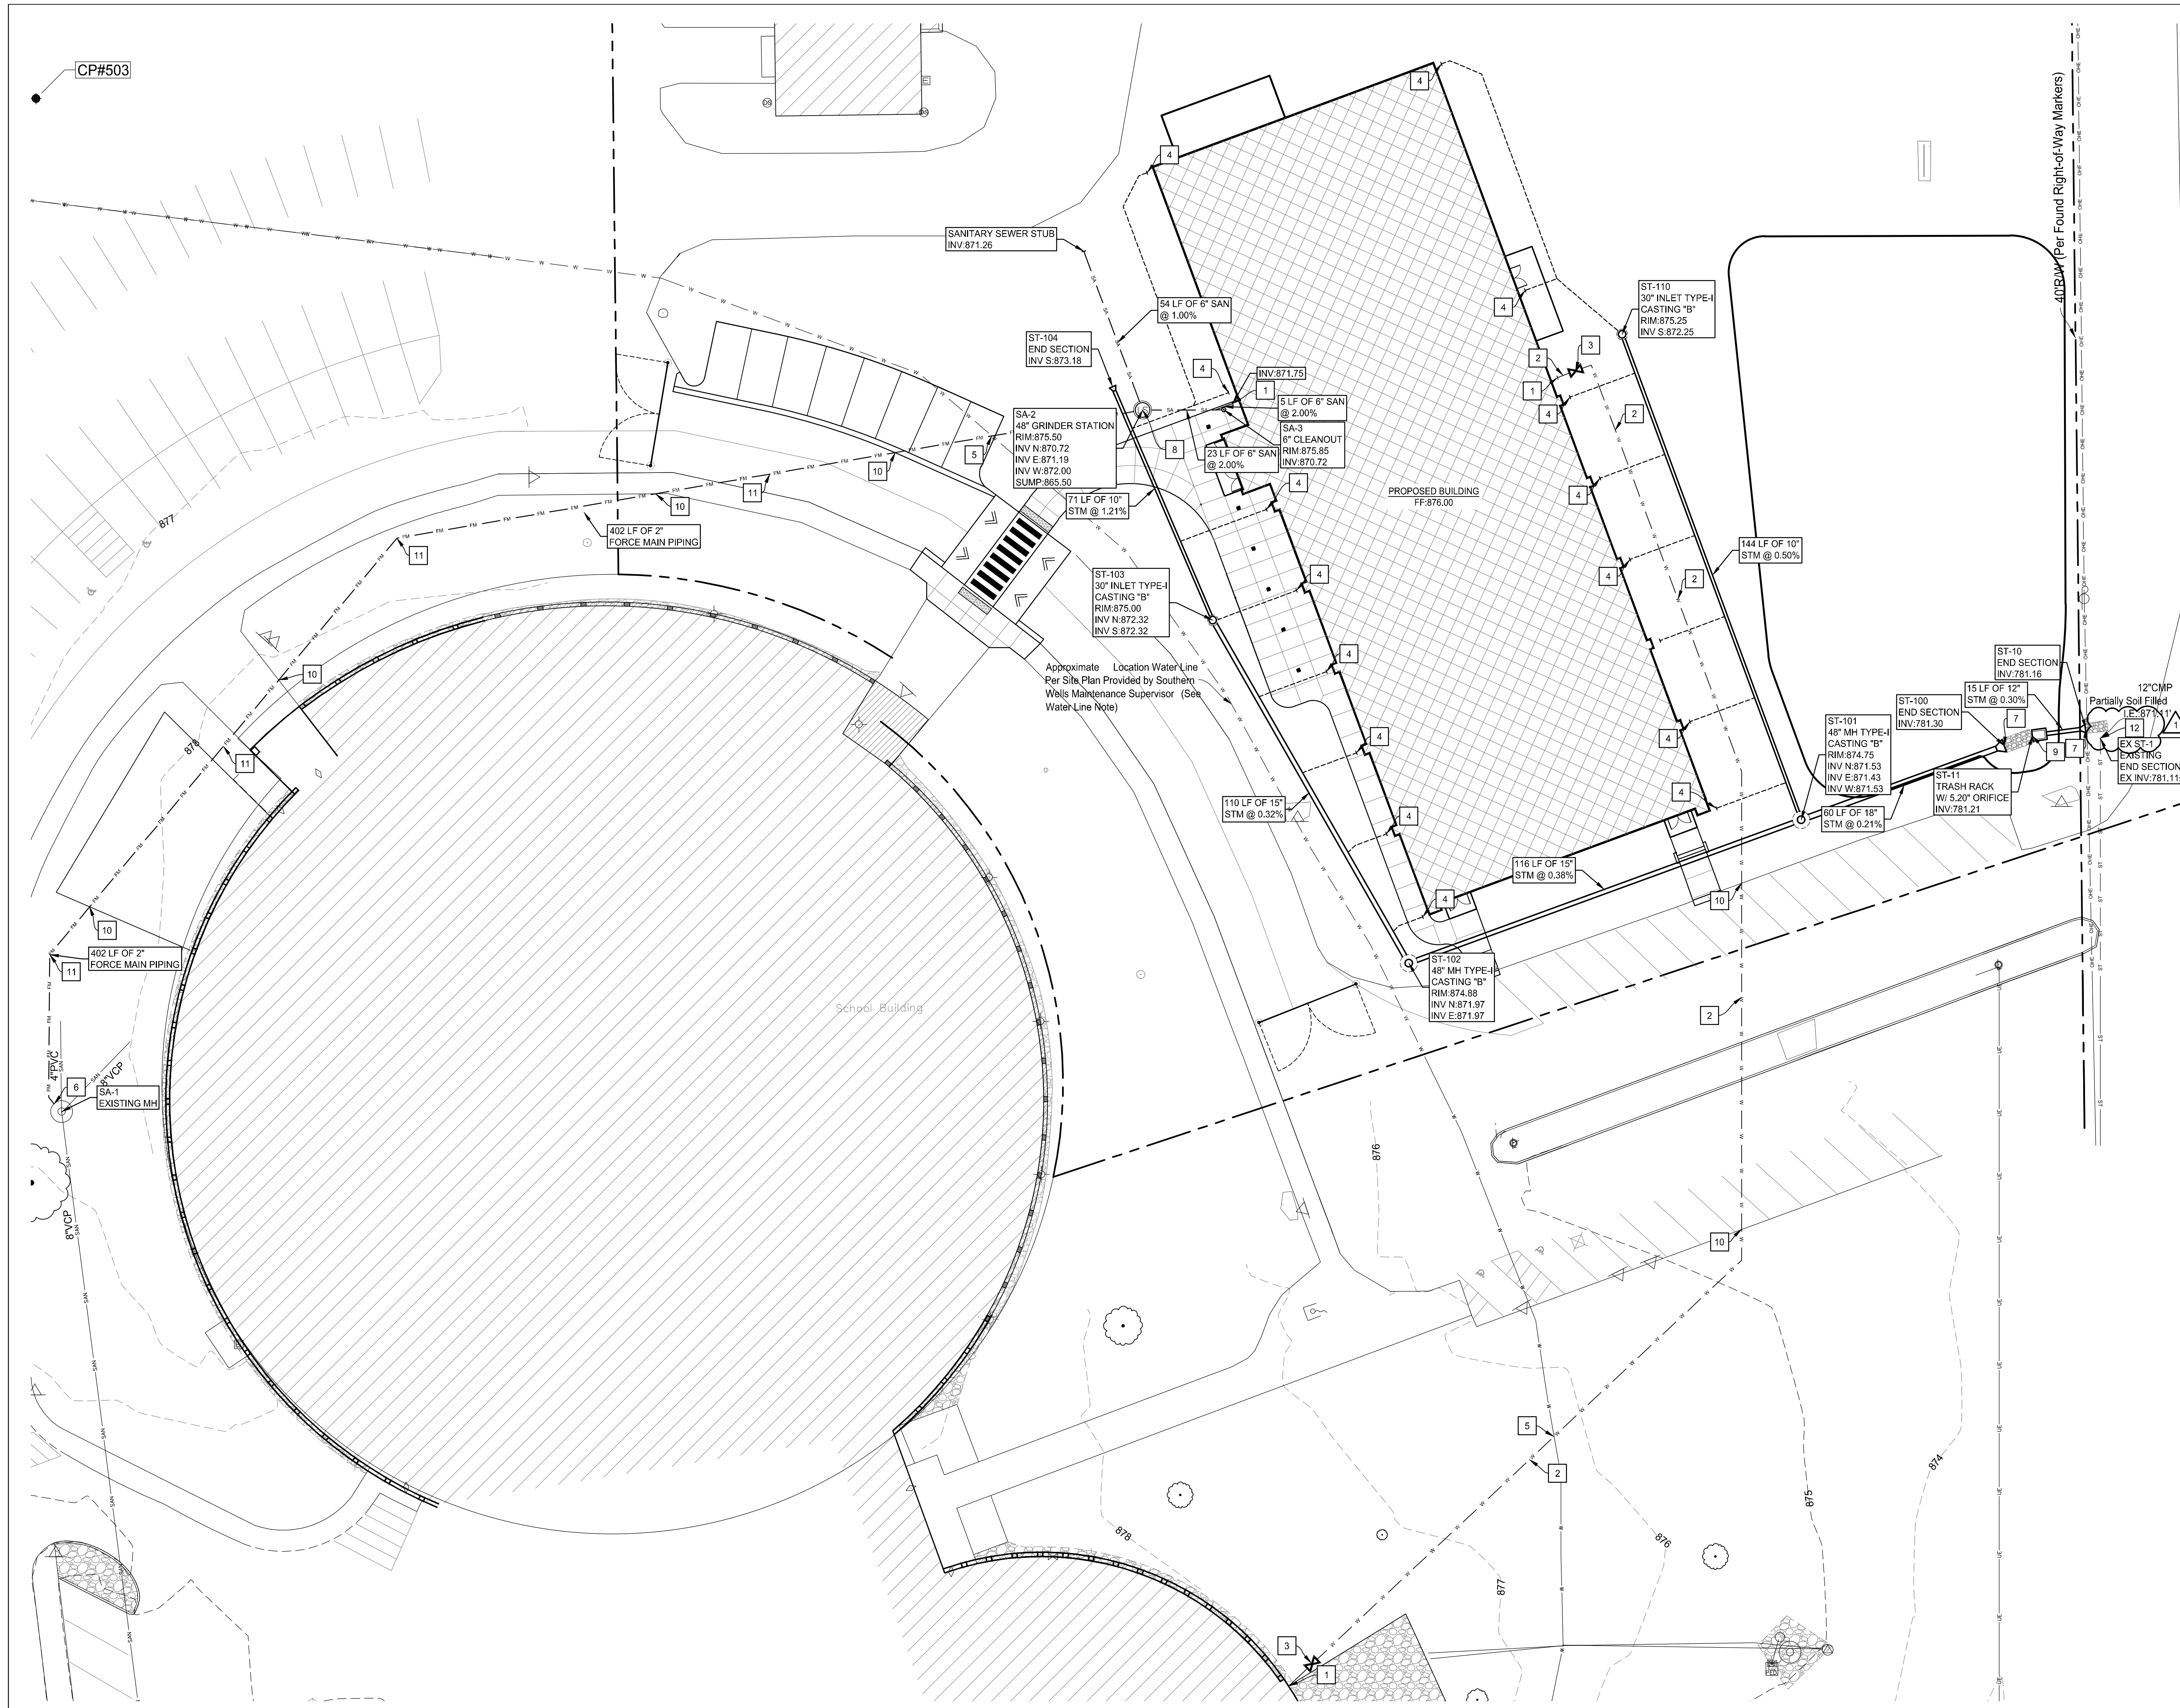 CP#503
40'R/W (Per Found Right-of-Way Markers)
SANITARY SEWER STUB
INV:871.26
54 LF OF 6" SAN
@ 1.00%
ST-104
END SECTION
INV S:873.18
ST-110
30" INLET TYPE-I
CASTING "B"
RIM:875.25
INV S:872.25
INV:871.75
5 LF OF 6" SAN
@ 2.00%
SA-2
48" GRINDER STATION
RIM:875.50
INV N:870.72
INV E:871.19
INV W:872.00
SUMP:865.50
SA-3
6" CLEANOUT
RIM:875.85
INV:870.72
23 LF OF 6" SAN
@ 2.00%
71 LF OF 10"
STM @ 1.21%
PROPOSED BUILDING
FF:876.00
402 LF OF 2"
FORCE MAIN PIPING
144 LF OF 10"
STM @ 0.50%
ST-103
30" INLET TYPE-I
CASTING "B"
RIM:875.00
INV N:872.32
INV S:872.32
Approximate Location Water Line
Per Site Plan Provided by Southern
Wells Maintenance Supervisor (See
Water Line Note)
ST-10
END SECTION
INV:781.16
15 LF OF 12"
STM @ 0.30%
ST-100
END SECTION
INV:781.30
12"CMP
Partially Soil Filled
I.E.:871.11'
EX ST-1
EXISTING
END SECTION
EX INV:781.11
ST-101
48" MH TYPE-I
CASTING "B"
RIM:874.75
INV N:871.53
INV E:871.43
INV W:871.53
ST-11
TRASH RACK
W/ 5.20" ORIFICE
INV:781.21
60 LF OF 18"
STM @ 0.21%
110 LF OF 15"
STM @ 0.32%
116 LF OF 15"
STM @ 0.38%
ST-102
48" MH TYPE-I
CASTING "B"
RIM:874.88
INV N:871.97
INV E:871.97
402 LF OF 2"
FORCE MAIN PIPING
School Building
4"PVC
8"VCP
SA-1
EXISTING MH
8"VCP
877
878
876
874
875
876
877
878